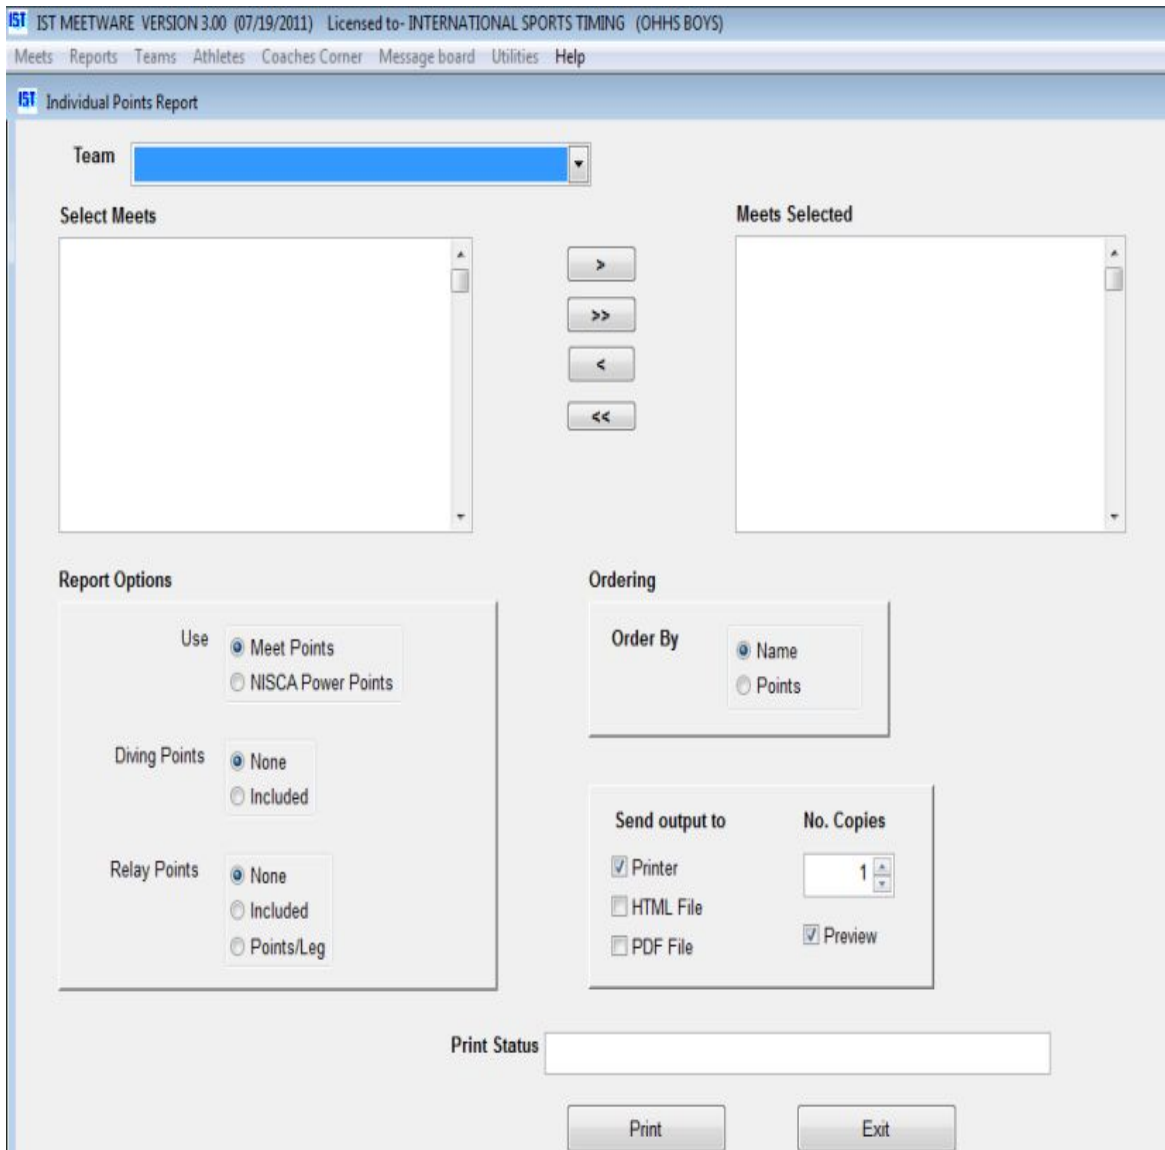 IST IST MEETWARE VERSION 3.00 (07/19/2011) Licensed to- INTERNATIONAL SPORTS TIMING (OHHS BOYS)
Meets Reports Teams Athletes Coaches Corner Message board Utilities Help
IST Individual Points Report
Team
Select Meets
Meets Selected
>
>>
<
<<
Report Options
Use
Meet Points
NISCA Power Points
Diving Points
None
Included
Relay Points
None
Included
Points/Leg
Ordering
Order By
Name
Points
Send output to
No. Copies
Printer
1
HTML File
Preview
PDF File
Print Status
Print
Exit